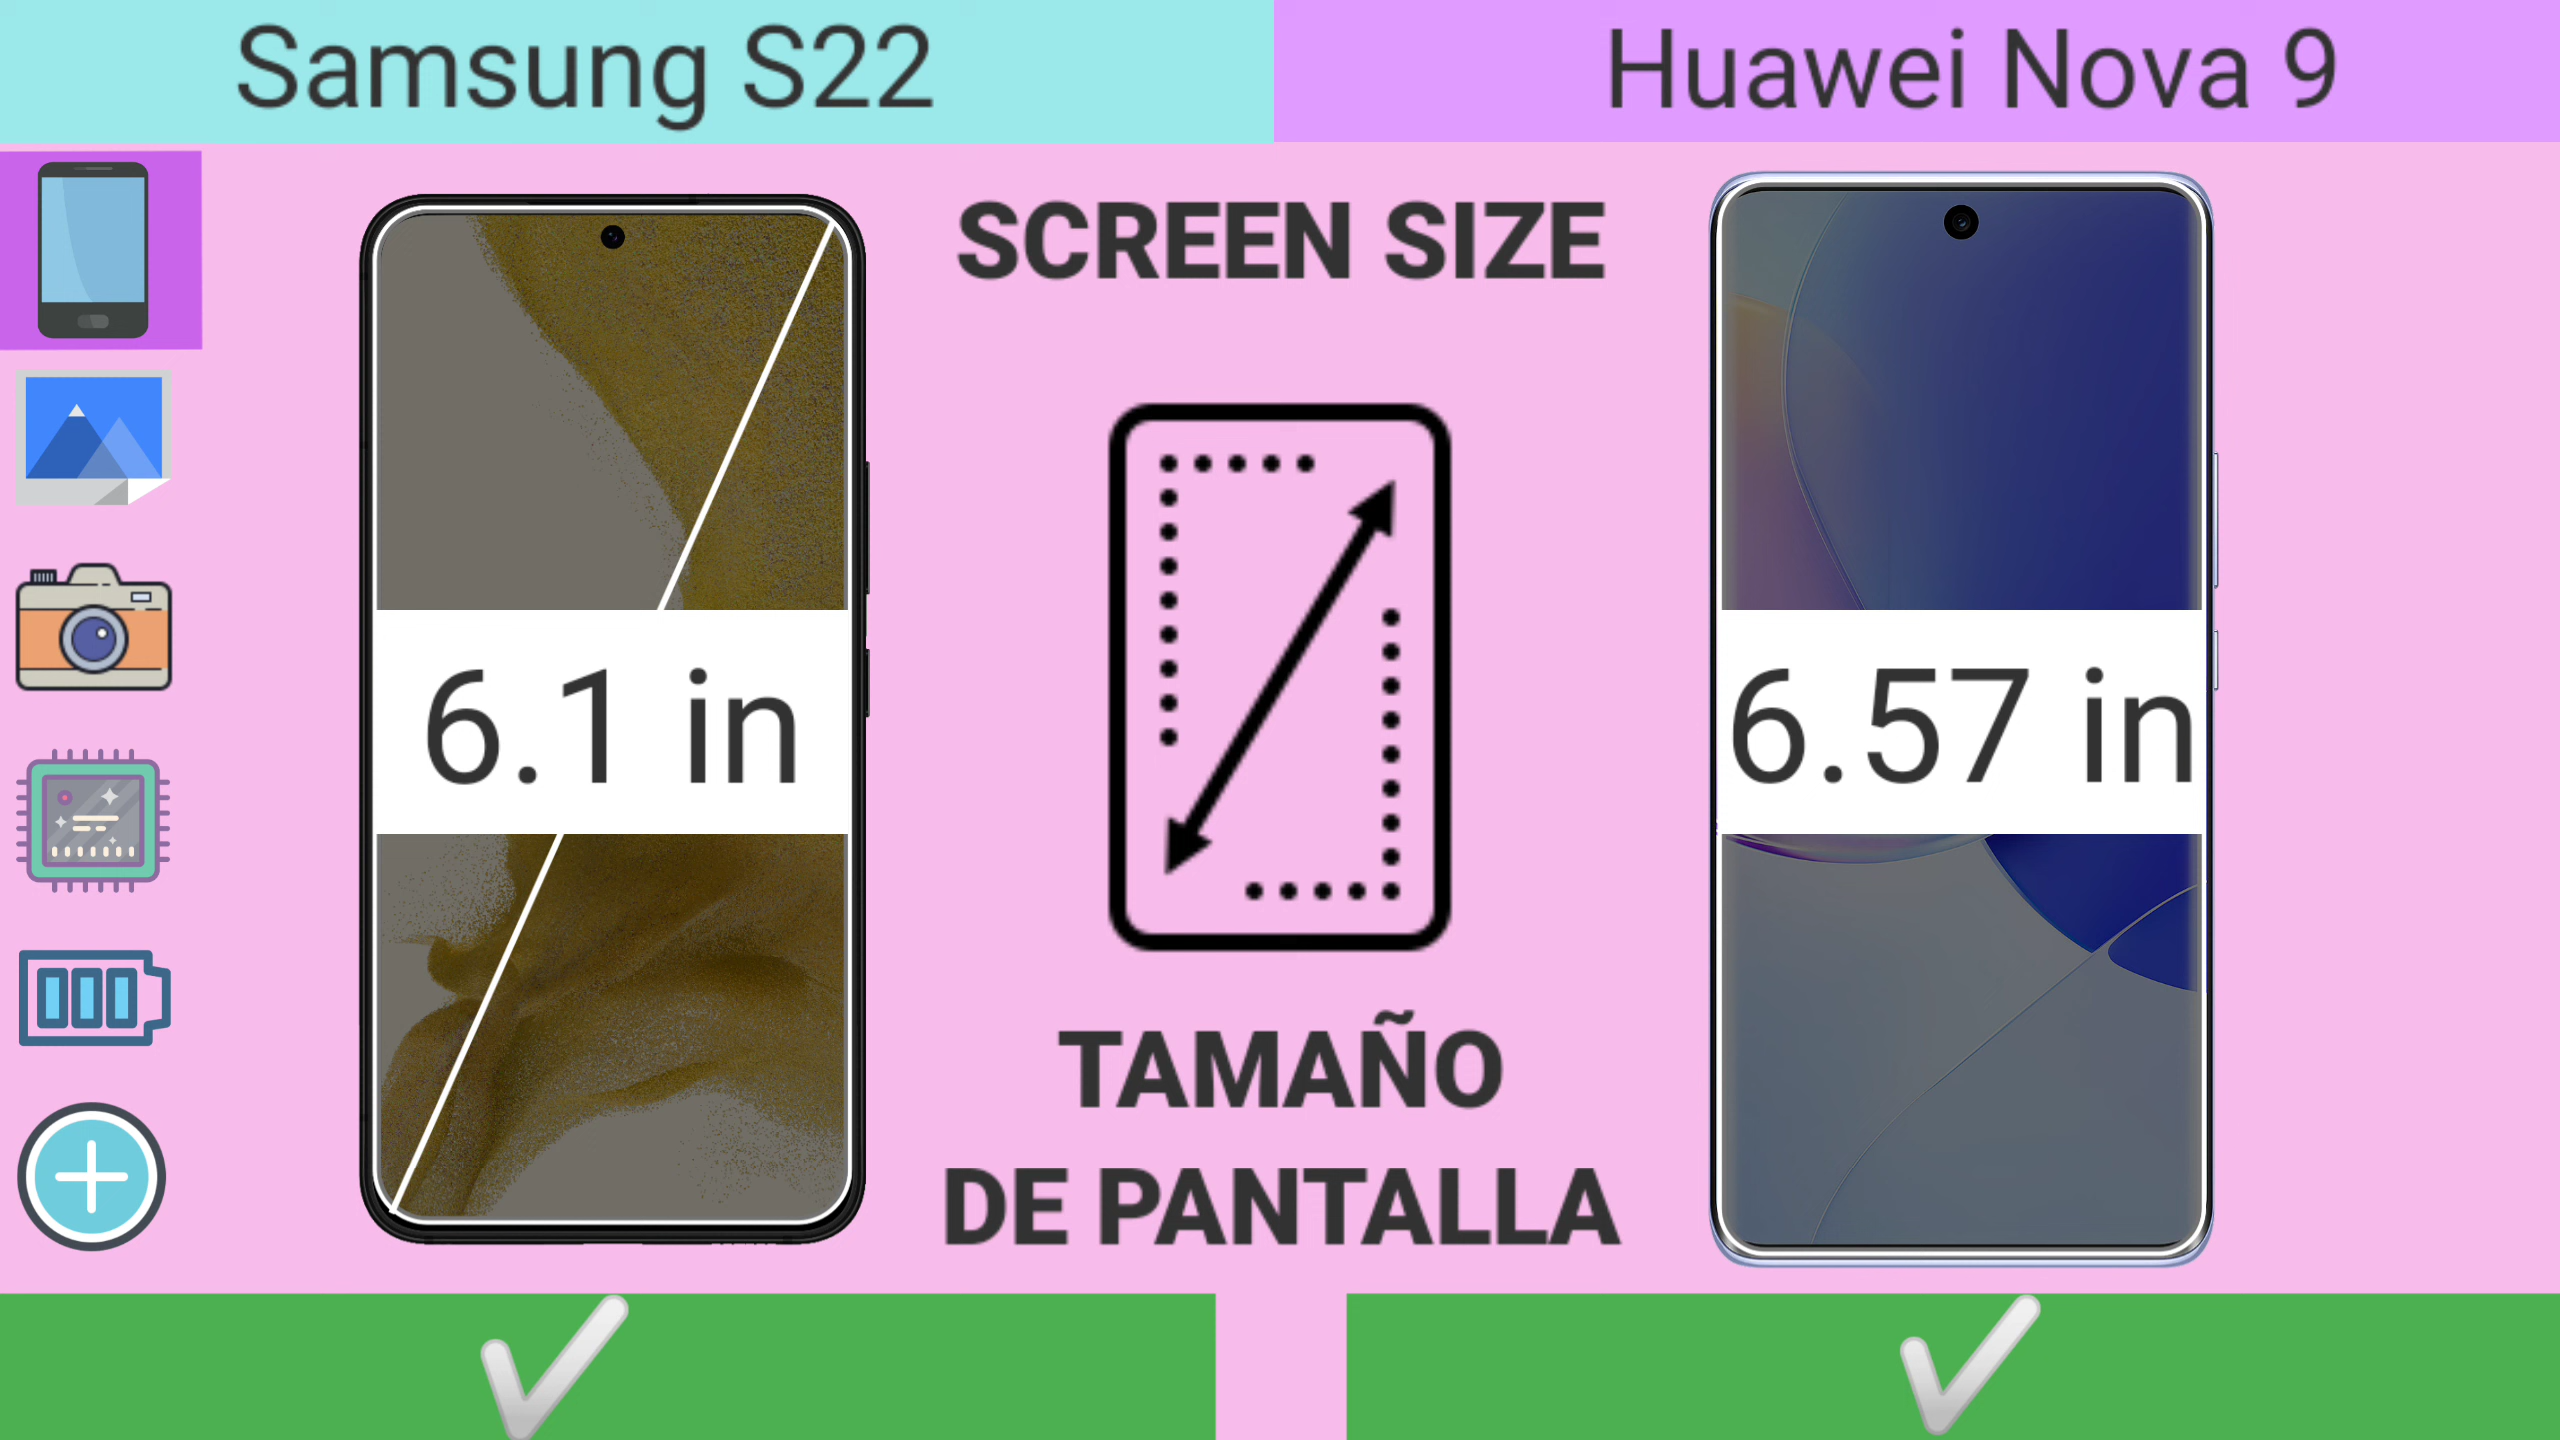 Samsung S22
Huawei Nova 9
SCREEN SIZE
6.1 in
6.57 in
TAMAÑO
DE PANTALLA